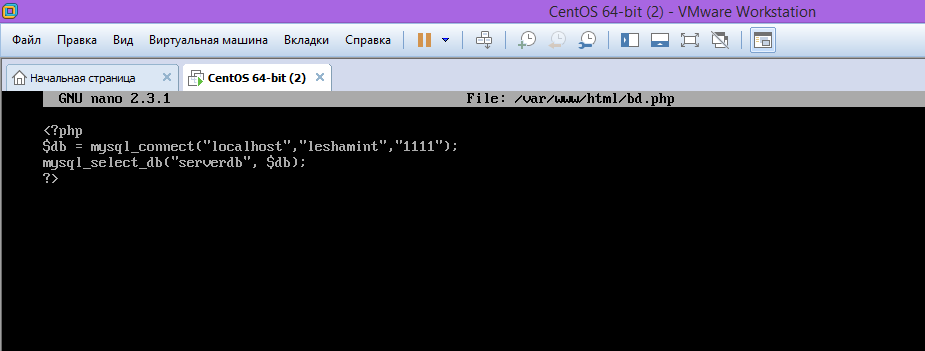 CentOS 64-bit (2) - VMware Workstation
Файл Правка Вид Виртуальная машина Вкладки Справка
Начальная страница CentOS 64-bit (2)
GNU nano 2.3.1 File: /var/www/html/bd.php
<?php
$db = mysql_connect("localhost","leshamint","1111");
mysql_select_db("serverdb", $db);
?>